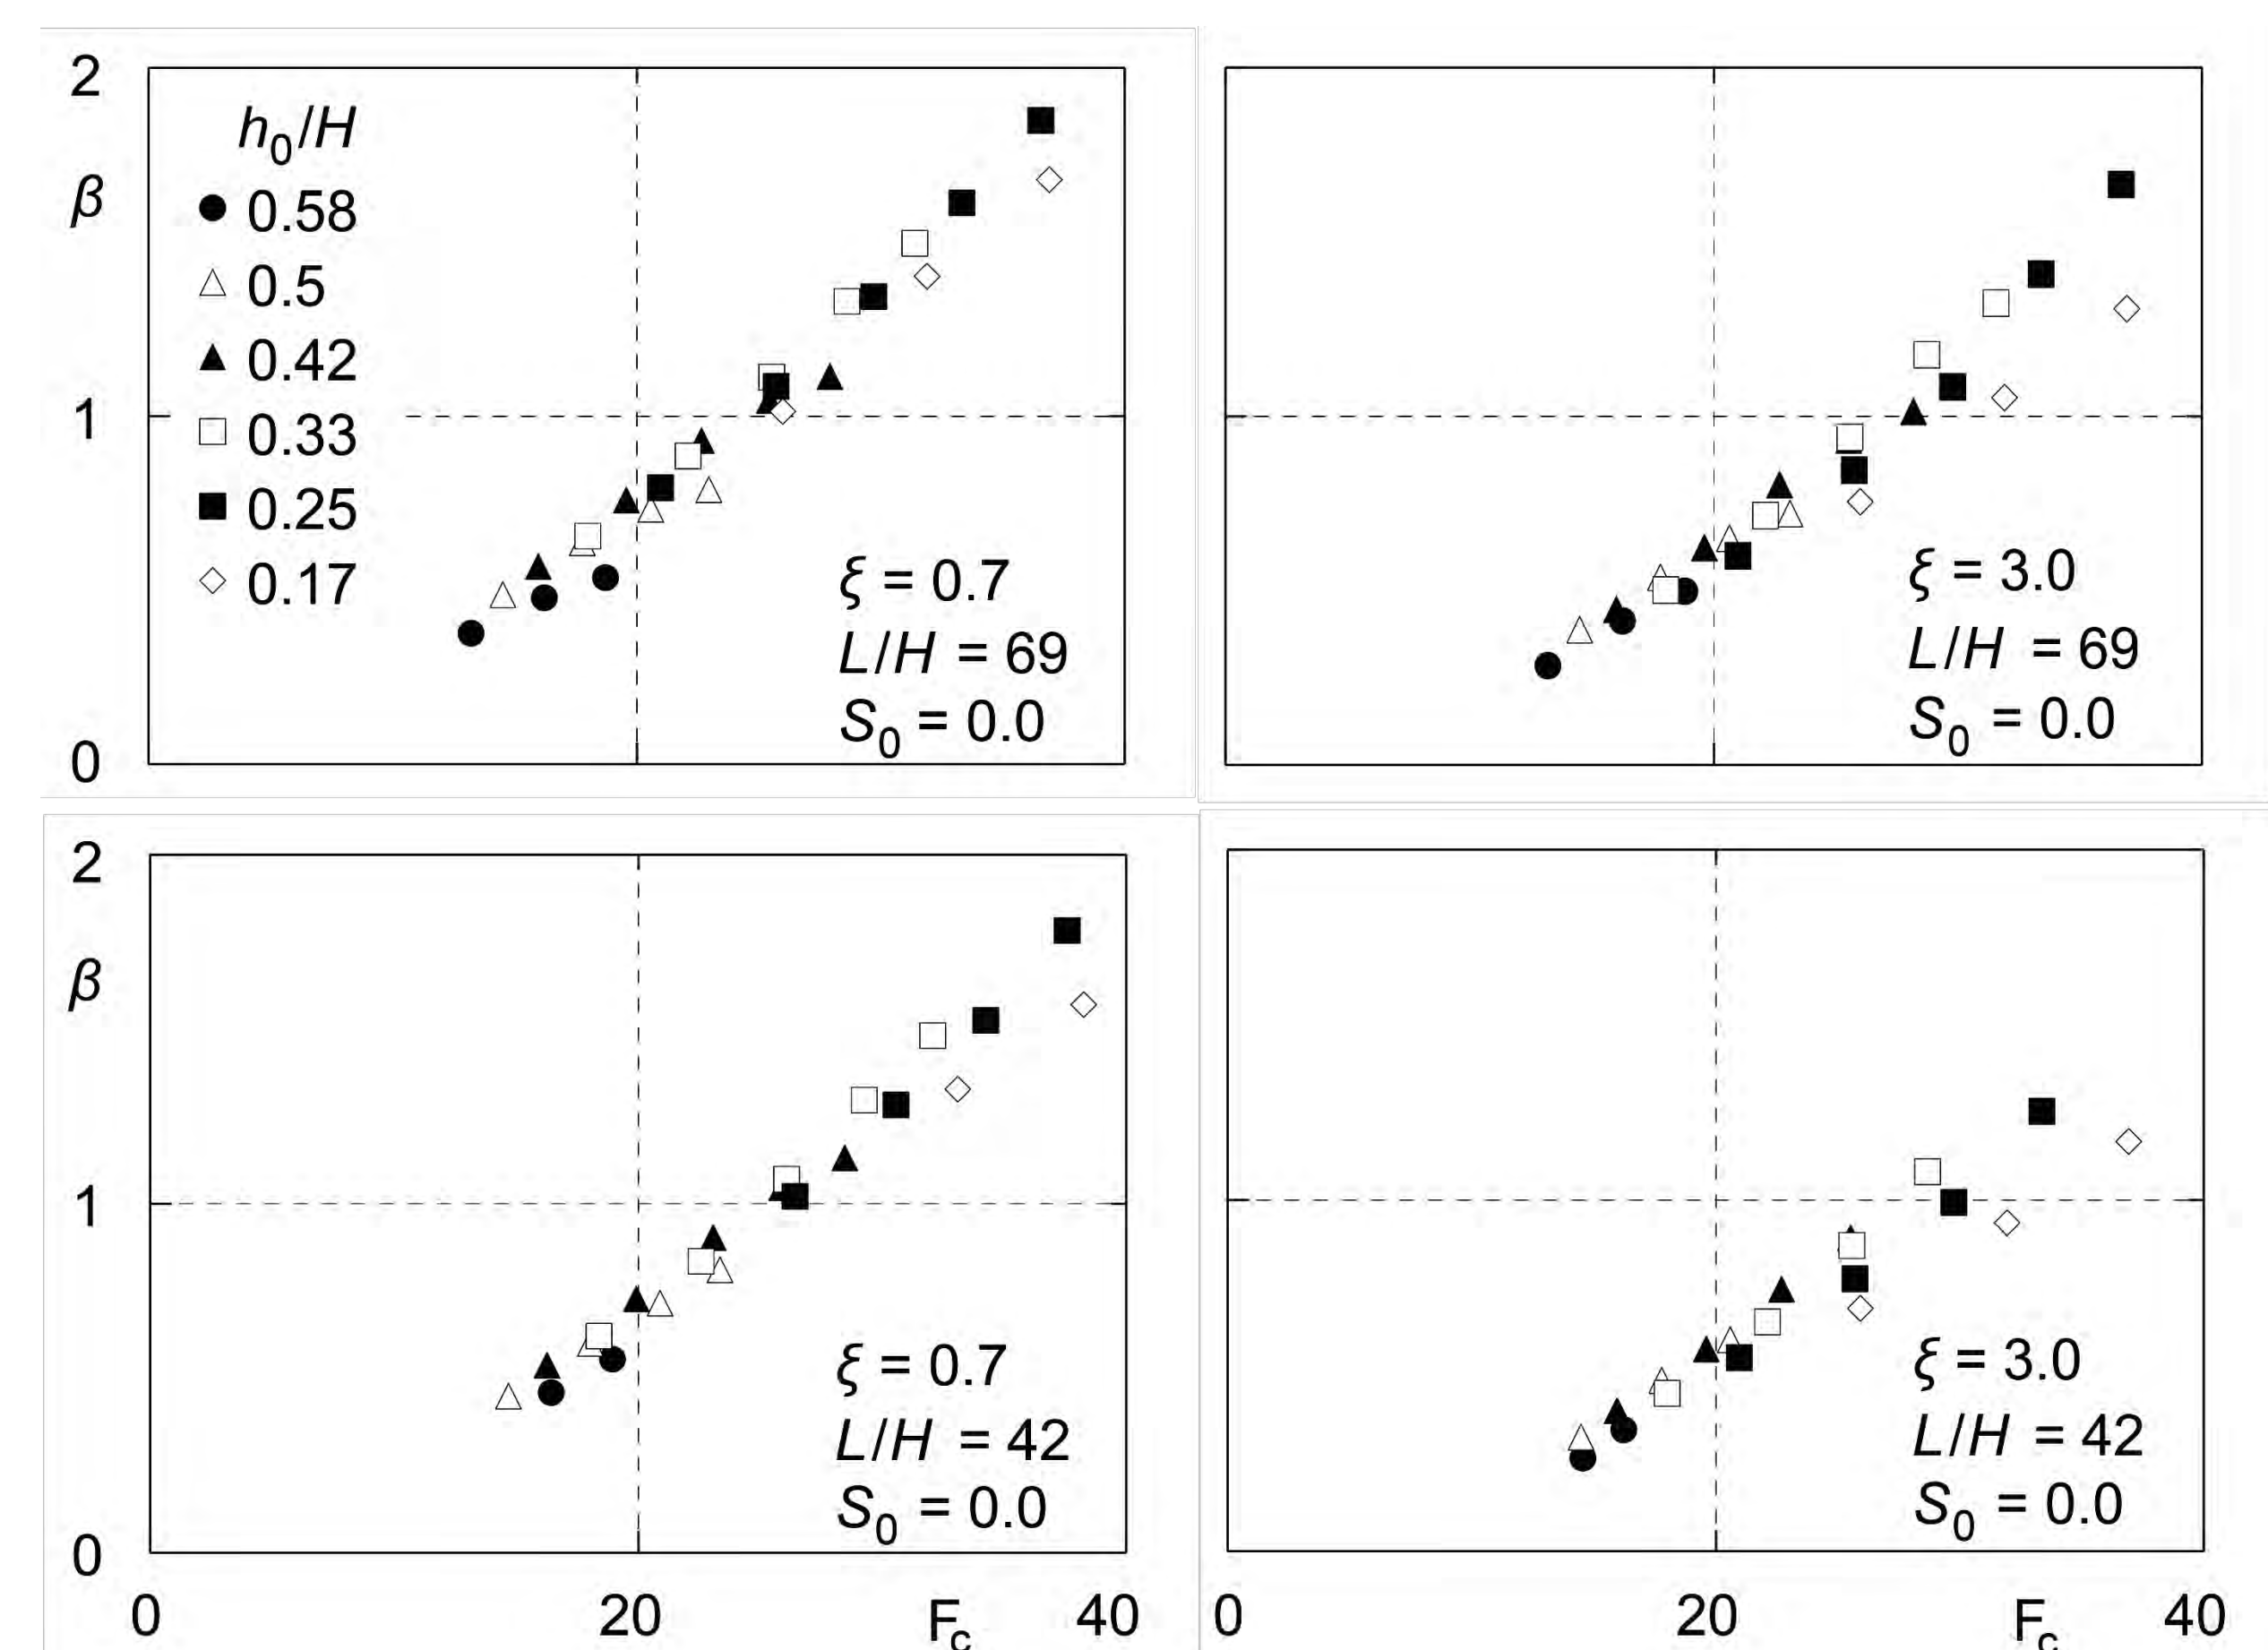 2
h0/H
β
0.58
0.5
0.42
1
0.33
0.25
0.17
ξ = 0.7
L/H = 69
S0 = 0.0
0
ξ = 3.0
L/H = 69
S0 = 0.0
2
β
1
ξ = 0.7
L/H = 42
S0 = 0.0
0
ξ = 3.0
L/H = 42
S0 = 0.0
0 20 Fc 40
0 20 Fc 40